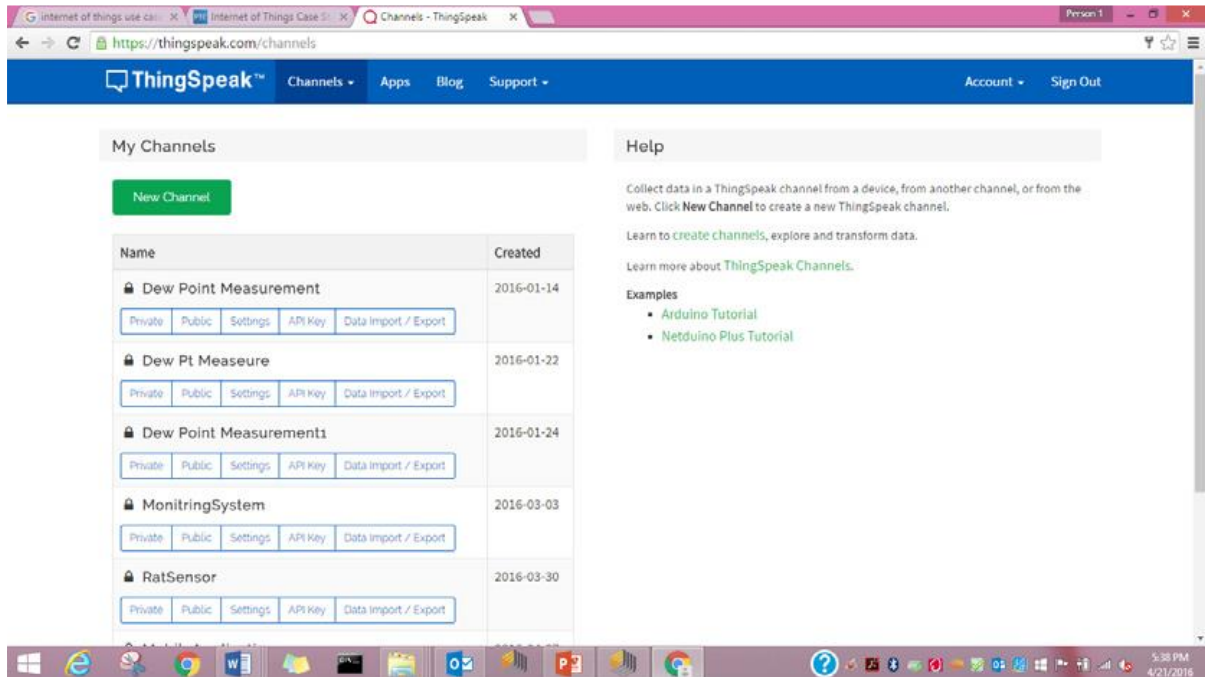 internet of things use cas
Internet of Things Case St
Channels - ThingSpeak
Person 1
https://thingspeak.com/channels
ThingSpeak™
Channels
Apps
Blog
Support
Account
Sign Out
My Channels
New Channel
Name Created
Dew Point Measurement 2016-01-14
Private Public Settings API Key Data Import / Export
Dew Pt Measeure 2016-01-22
Private Public Settings API Key Data Import / Export
Dew Point Measurement1 2016-01-24
Private Public Settings API Key Data Import / Export
MonitringSystem 2016-03-03
Private Public Settings API Key Data Import / Export
RatSensor 2016-03-30
Private Public Settings API Key Data Import / Export
Help
Collect data in a ThingSpeak channel from a device, from another channel, or from the
web. Click New Channel to create a new ThingSpeak channel.
Learn to create channels, explore and transform data.
Learn more about ThingSpeak Channels.
Examples
Arduino Tutorial
Netduino Plus Tutorial
5:38 PM
4/21/2016